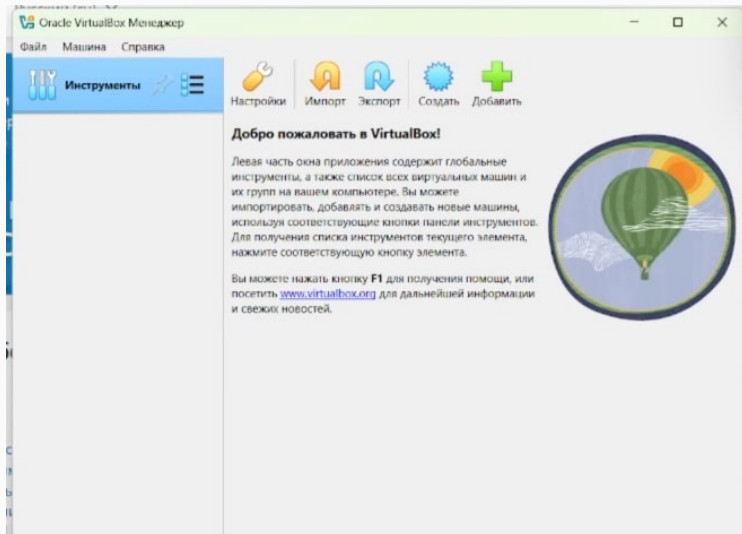 Oracle VirtualBox Менеджер
Файл Машина Справка
Инструменты
Настройки Импорт Экспорт Создать Добавить
Добро пожаловать в VirtualBox!
Левая часть окна приложения содержит глобальные
инструменты, а также список всех виртуальных машин и
их групп на вашем компьютере. Вы можете
импортировать, добавлять и создавать новые машины,
используя соответствующие кнопки панели инструментов.
Для получения списка инструментов текущего элемента,
нажмите соответствующую кнопку элемента.
Вы можете нажать кнопку F1 для получения помощи, или
посетить www.virtualbox.org для дальнейшей информации
и свежих новостей.